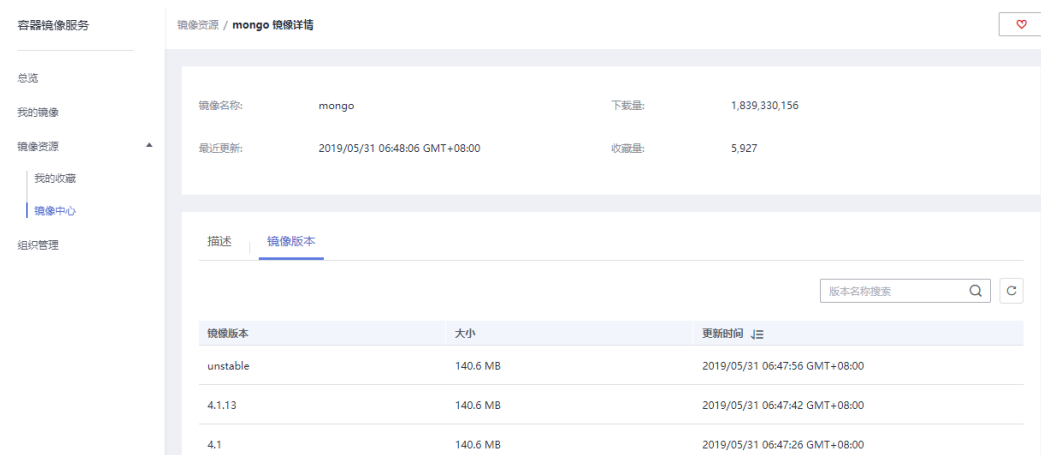 容器镜像服务
镜像资源 / mongo 镜像详情
总览
我的镜像
镜像资源
我的收藏
镜像中心
组织管理
镜像名称: mongo 下载量: 1,839,330,156
最近更新: 2019/05/31 06:48:06 GMT+08:00 收藏量: 5,927
描述 镜像版本
版本名称搜索
镜像版本 大小 更新时间
unstable 140.6 MB 2019/05/31 06:47:56 GMT+08:00
4.1.13 140.6 MB 2019/05/31 06:47:42 GMT+08:00
4.1 140.6 MB 2019/05/31 06:47:26 GMT+08:00